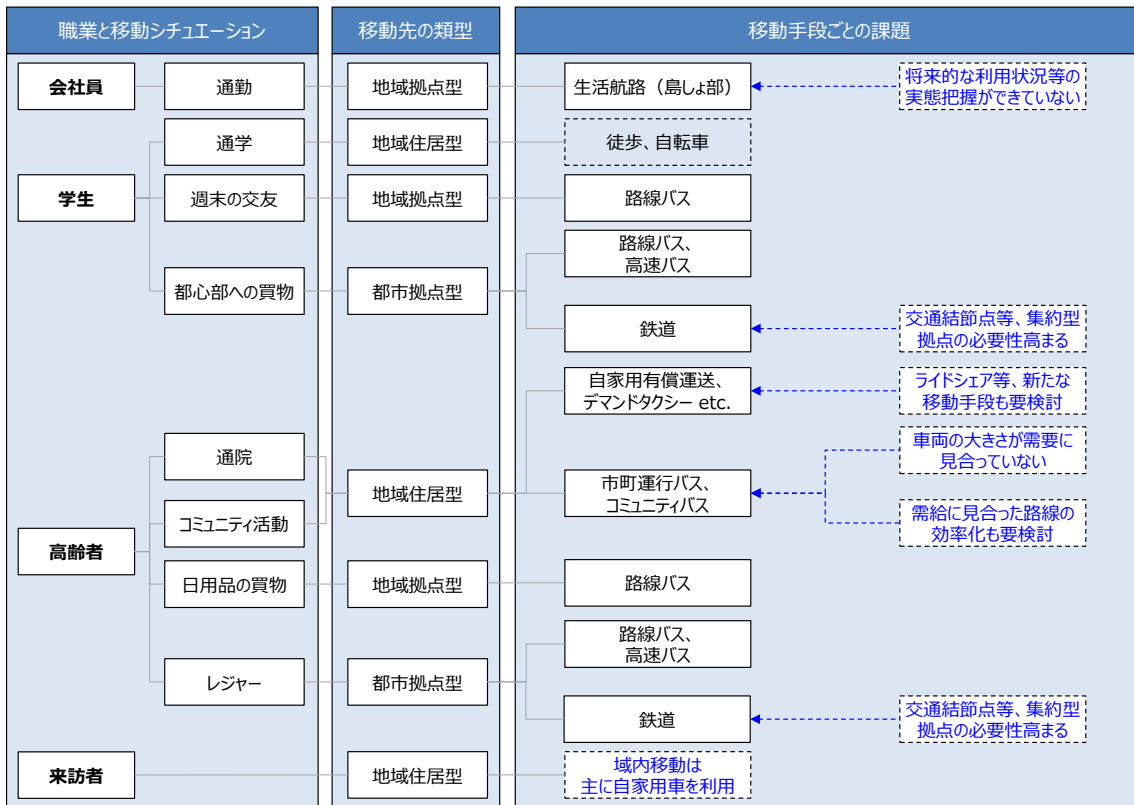 職業と移動シチュエーション
移動先の類型
移動手段ごとの課題
会社員
通勤
地域拠点型
生活航路（島しょ部）
将来的な利用状況等の
実態把握ができていない
通学
地域住居型
徒歩、自転車
学生
週末の交友
地域拠点型
路線バス
都心部への買物
都市拠点型
路線バス、
高速バス
鉄道
交通結節点等、集約型
拠点の必要性高まる
自家用有償運送、
デマンドタクシー etc.
ライドシェア等、新たな
移動手段も要検討
高齢者
通院
コミュニティ活動
地域住居型
市町運行バス、
コミュニティバス
車両の大きさが需要に
見合っていない
需給に見合った路線の
効率化も要検討
日用品の買物
地域拠点型
路線バス
レジャー
都市拠点型
路線バス、
高速バス
鉄道
交通結節点等、集約型
拠点の必要性高まる
来訪者
地域住居型
域内移動は
主に自家用車を利用